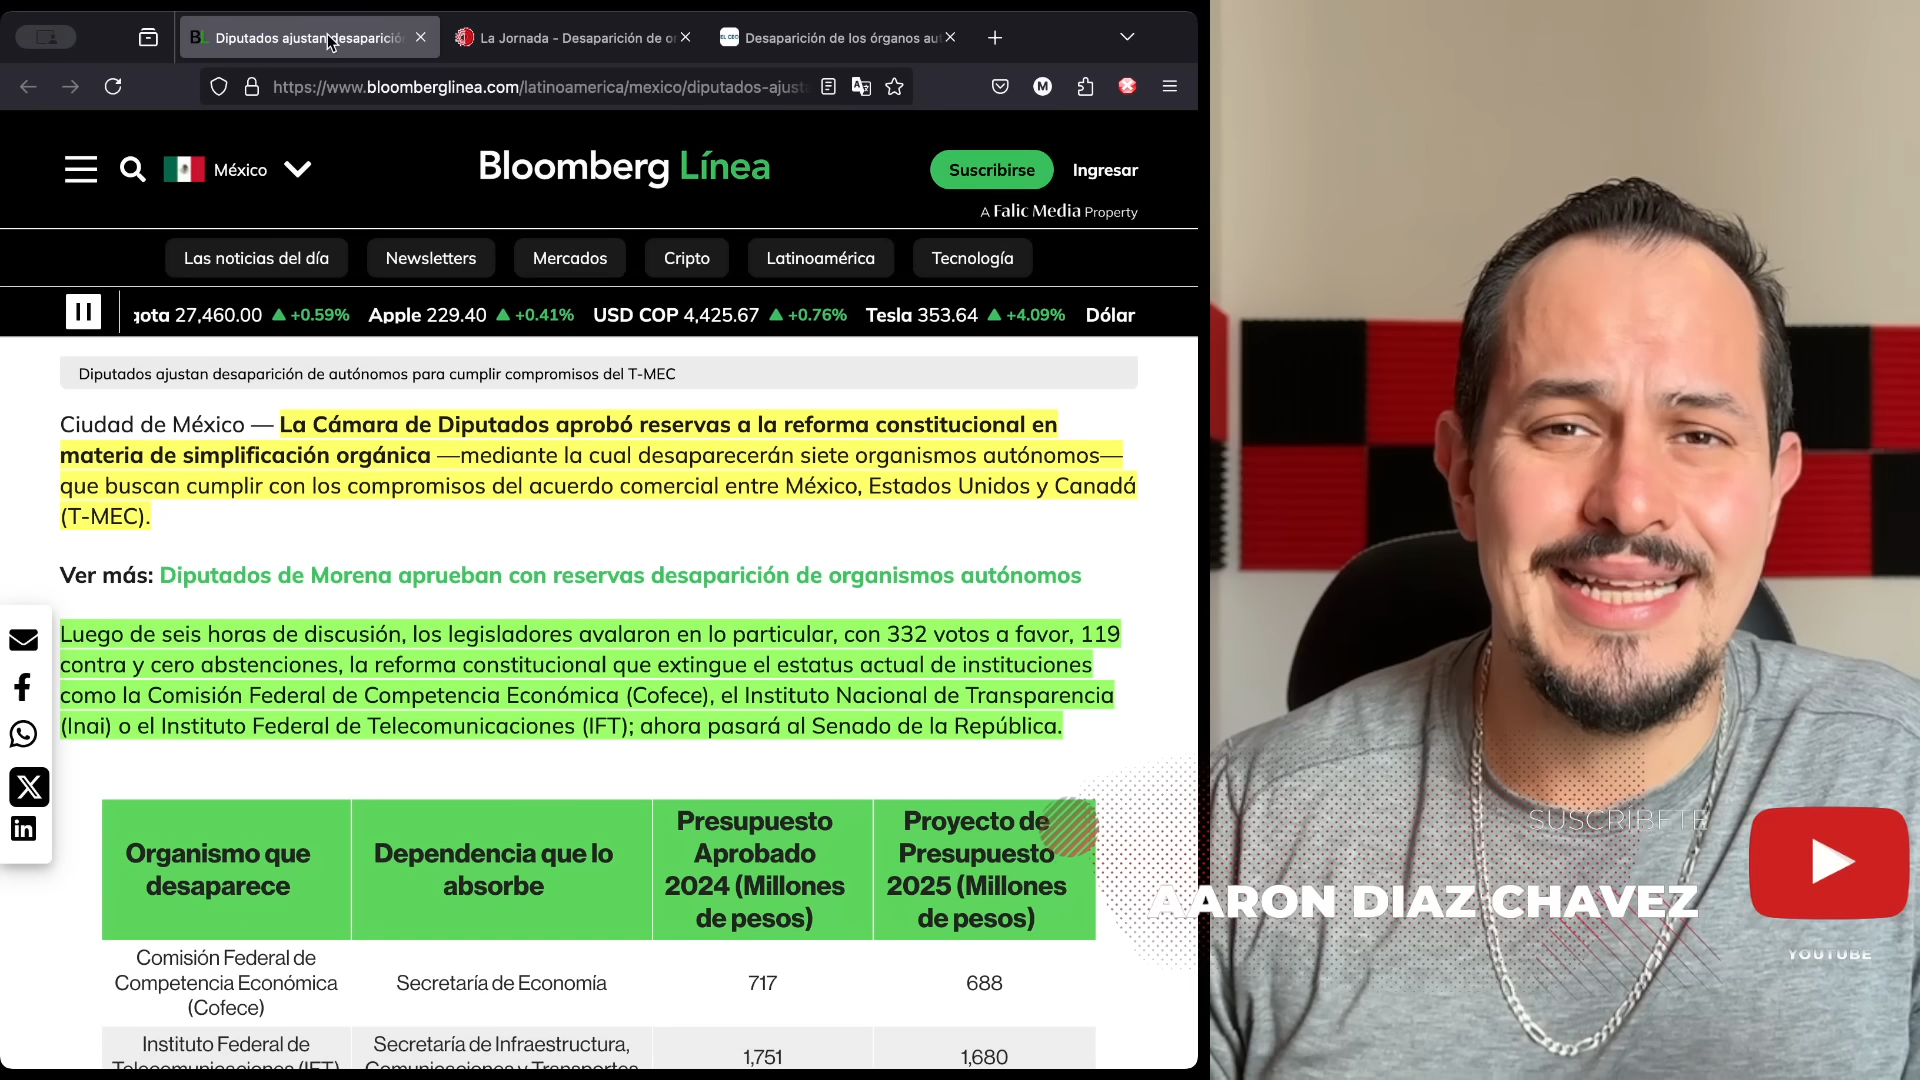 BL Diputados ajustan desaparició
La Jornada - Desaparición de or
EL CEO Desaparición de los órganos au
https://www.bloomberglinea.com/latinoamerica/mexico/diputados-ajust
M
México
Bloomberg Línea
Suscribirse
Ingresar
A Falic Media Property
Las noticias del día
Newsletters
Mercados
Cripto
Latinoamérica
Tecnología
gota 27,460.00 ▲ +0.59% Apple 229.40 ▲ +0.41% USD COP 4,425.67 ▲ +0.76% Tesla 353.64 ▲ +4.09% Dólar
Diputados ajustan desaparición de autónomos para cumplir compromisos del T-MEC
Ciudad de México — La Cámara de Diputados aprobó reservas a la reforma constitucional en
materia de simplificación orgánica —mediante la cual desaparecerán siete organismos autónomos—
que buscan cumplir con los compromisos del acuerdo comercial entre México, Estados Unidos y Canadá
(T-MEC).
Ver más: Diputados de Morena aprueban con reservas desaparición de organismos autónomos
Luego de seis horas de discusión, los legisladores avalaron en lo particular, con 332 votos a favor, 119
contra y cero abstenciones, la reforma constitucional que extingue el estatus actual de instituciones
como la Comisión Federal de Competencia Económica (Cofece), el Instituto Nacional de Transparencia
(Inai) o el Instituto Federal de Telecomunicaciones (IFT); ahora pasará al Senado de la República.
Organismo que
desaparece
Dependencia que lo
absorbe
Presupuesto
Aprobado
2024 (Millones
de pesos)
Proyecto de
Presupuesto
2025 (Millones
de pesos)
Comisión Federal de
Competencia Económica
(Cofece)
Secretaría de Economía
717
688
Instituto Federal de
Telecomunicaciones (IFT)
Secretaría de Infraestructura,
Comunicaciones y Transportes
1,751
1,680
SUSCRIBETE
AARON DIAZ CHAVEZ
YOUTUBE